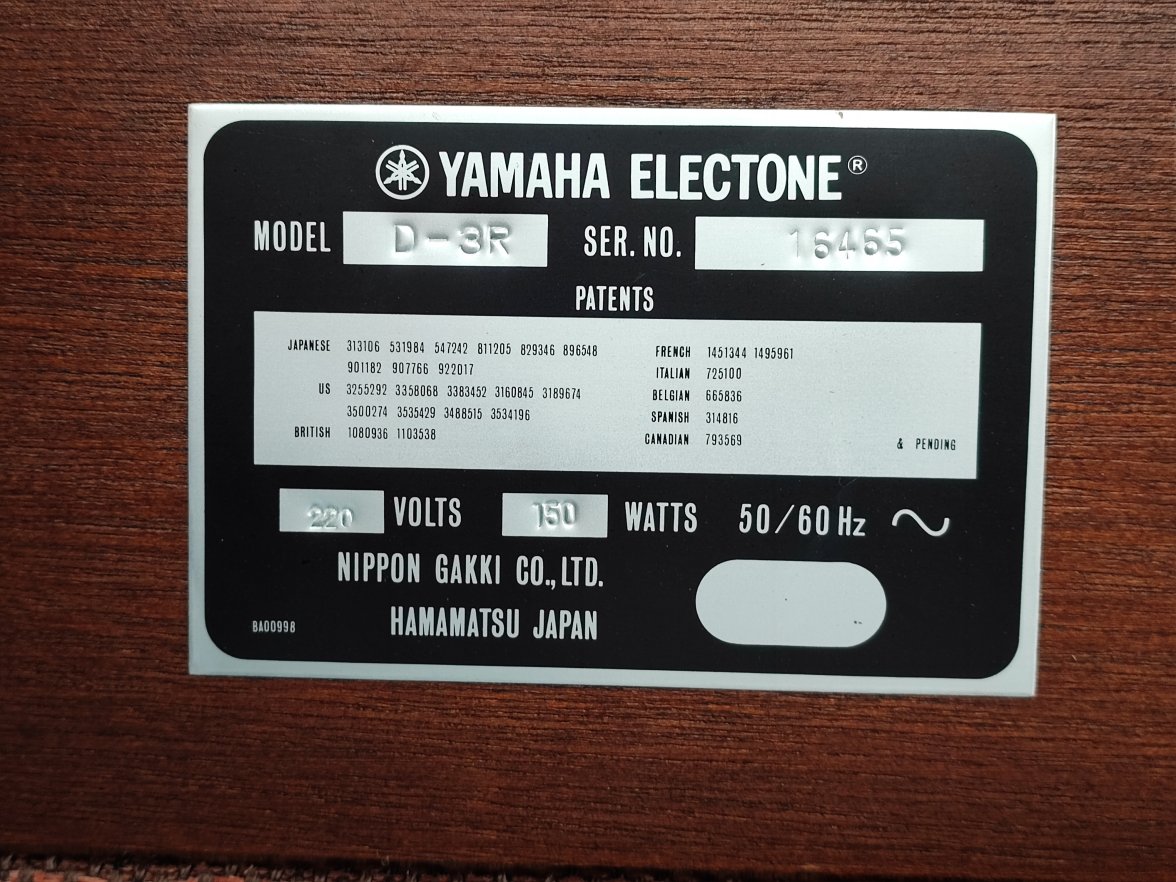 YAMAHA ELECTONE®
MODEL D-3R SER. NO. 16465
PATENTS
JAPANESE 313106 531984 547242 811205 829346 896548
901182 907766 922017
US 3255292 3358068 3383452 3160845 3189674
3500274 3535429 3488515 3534196
BRITISH 1080936 1103538
FRENCH 1451344 1495961
ITALIAN 725100
BELGIAN 665836
SPANISH 314816
CANADIAN 793569
& PENDING
220 VOLTS 150 WATTS 50/60 Hz ~
NIPPON GAKKI CO., LTD.
HAMAMATSU JAPAN
BA00998